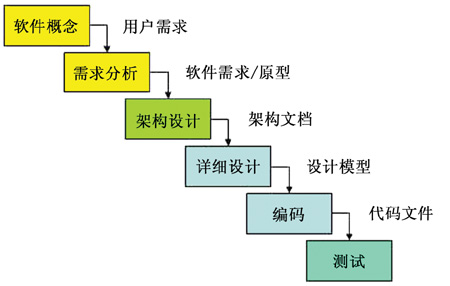 软件概念
用户需求
需求分析
软件需求/原型
架构设计
架构文档
详细设计
设计模型
编码
代码文件
测试